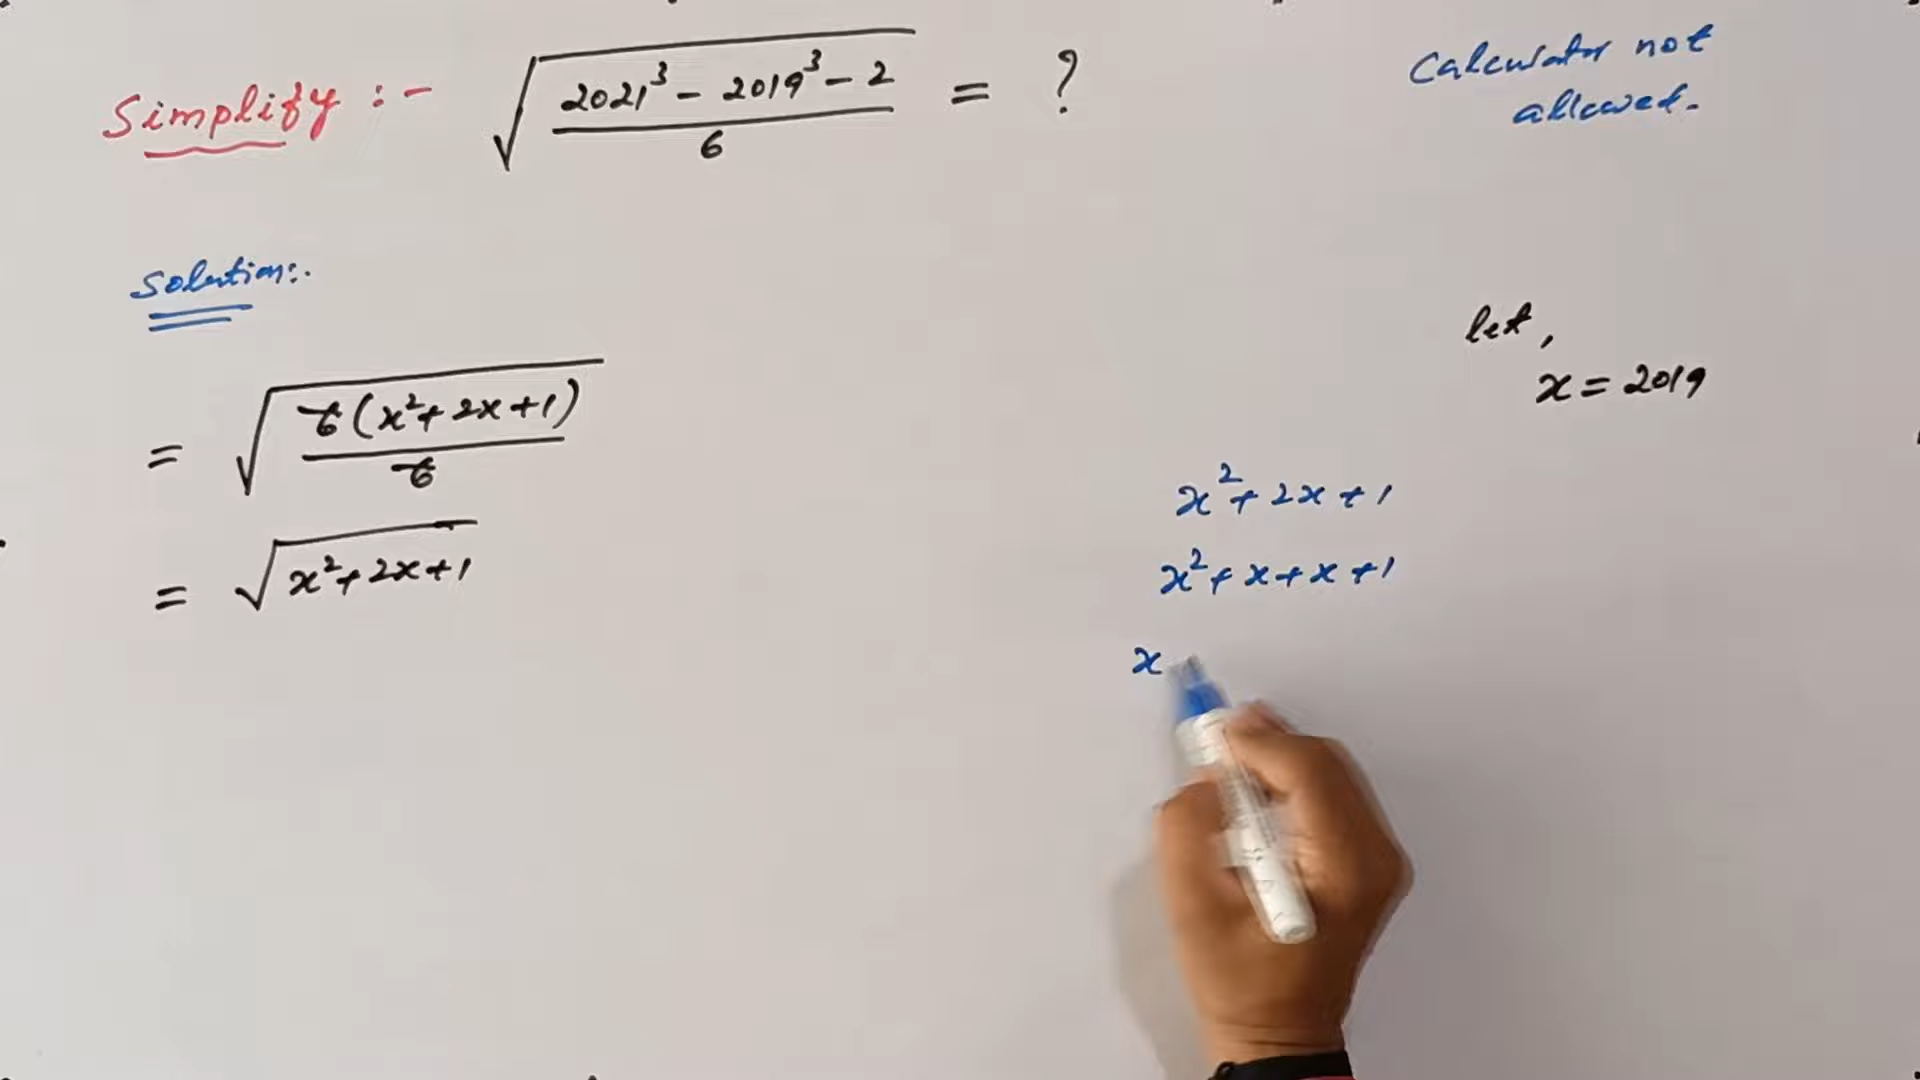 Simplify :- √((2021³ - 2019³ - 2)/6) = ?
Calculator not
allowed.
Solution:.
let,
x = 2019
= √(6(x² + 2x + 1)/6)
= √(x² + 2x + 1)
x² + 2x + 1
x² + x + x + 1
x